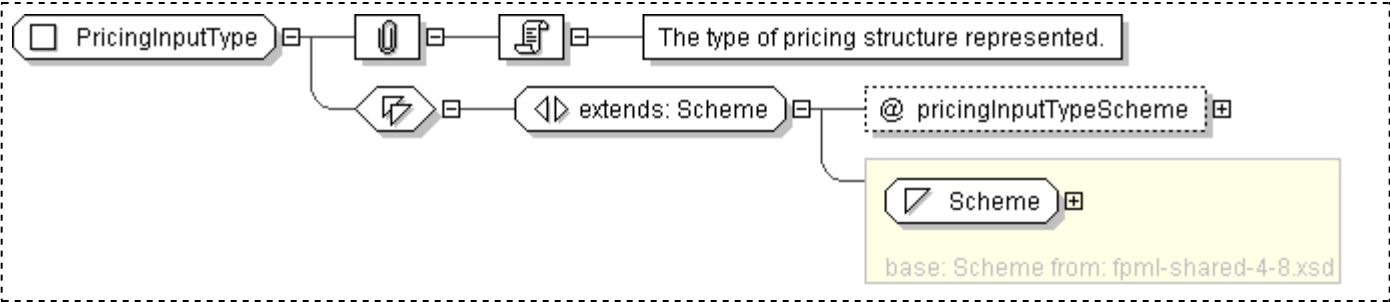 PricingInputType
The type of pricing structure represented.
extends: Scheme
@ pricingInputTypeScheme
Scheme
base: Scheme from: fpml-shared-4-8.xsd